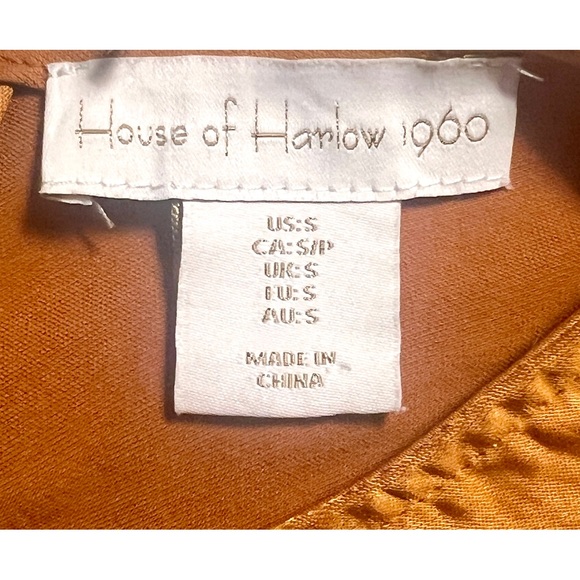 House of Harlow 1960
US: S
CA: S/P
UK: S
EU: S
AU: S
MADE IN
CHINA